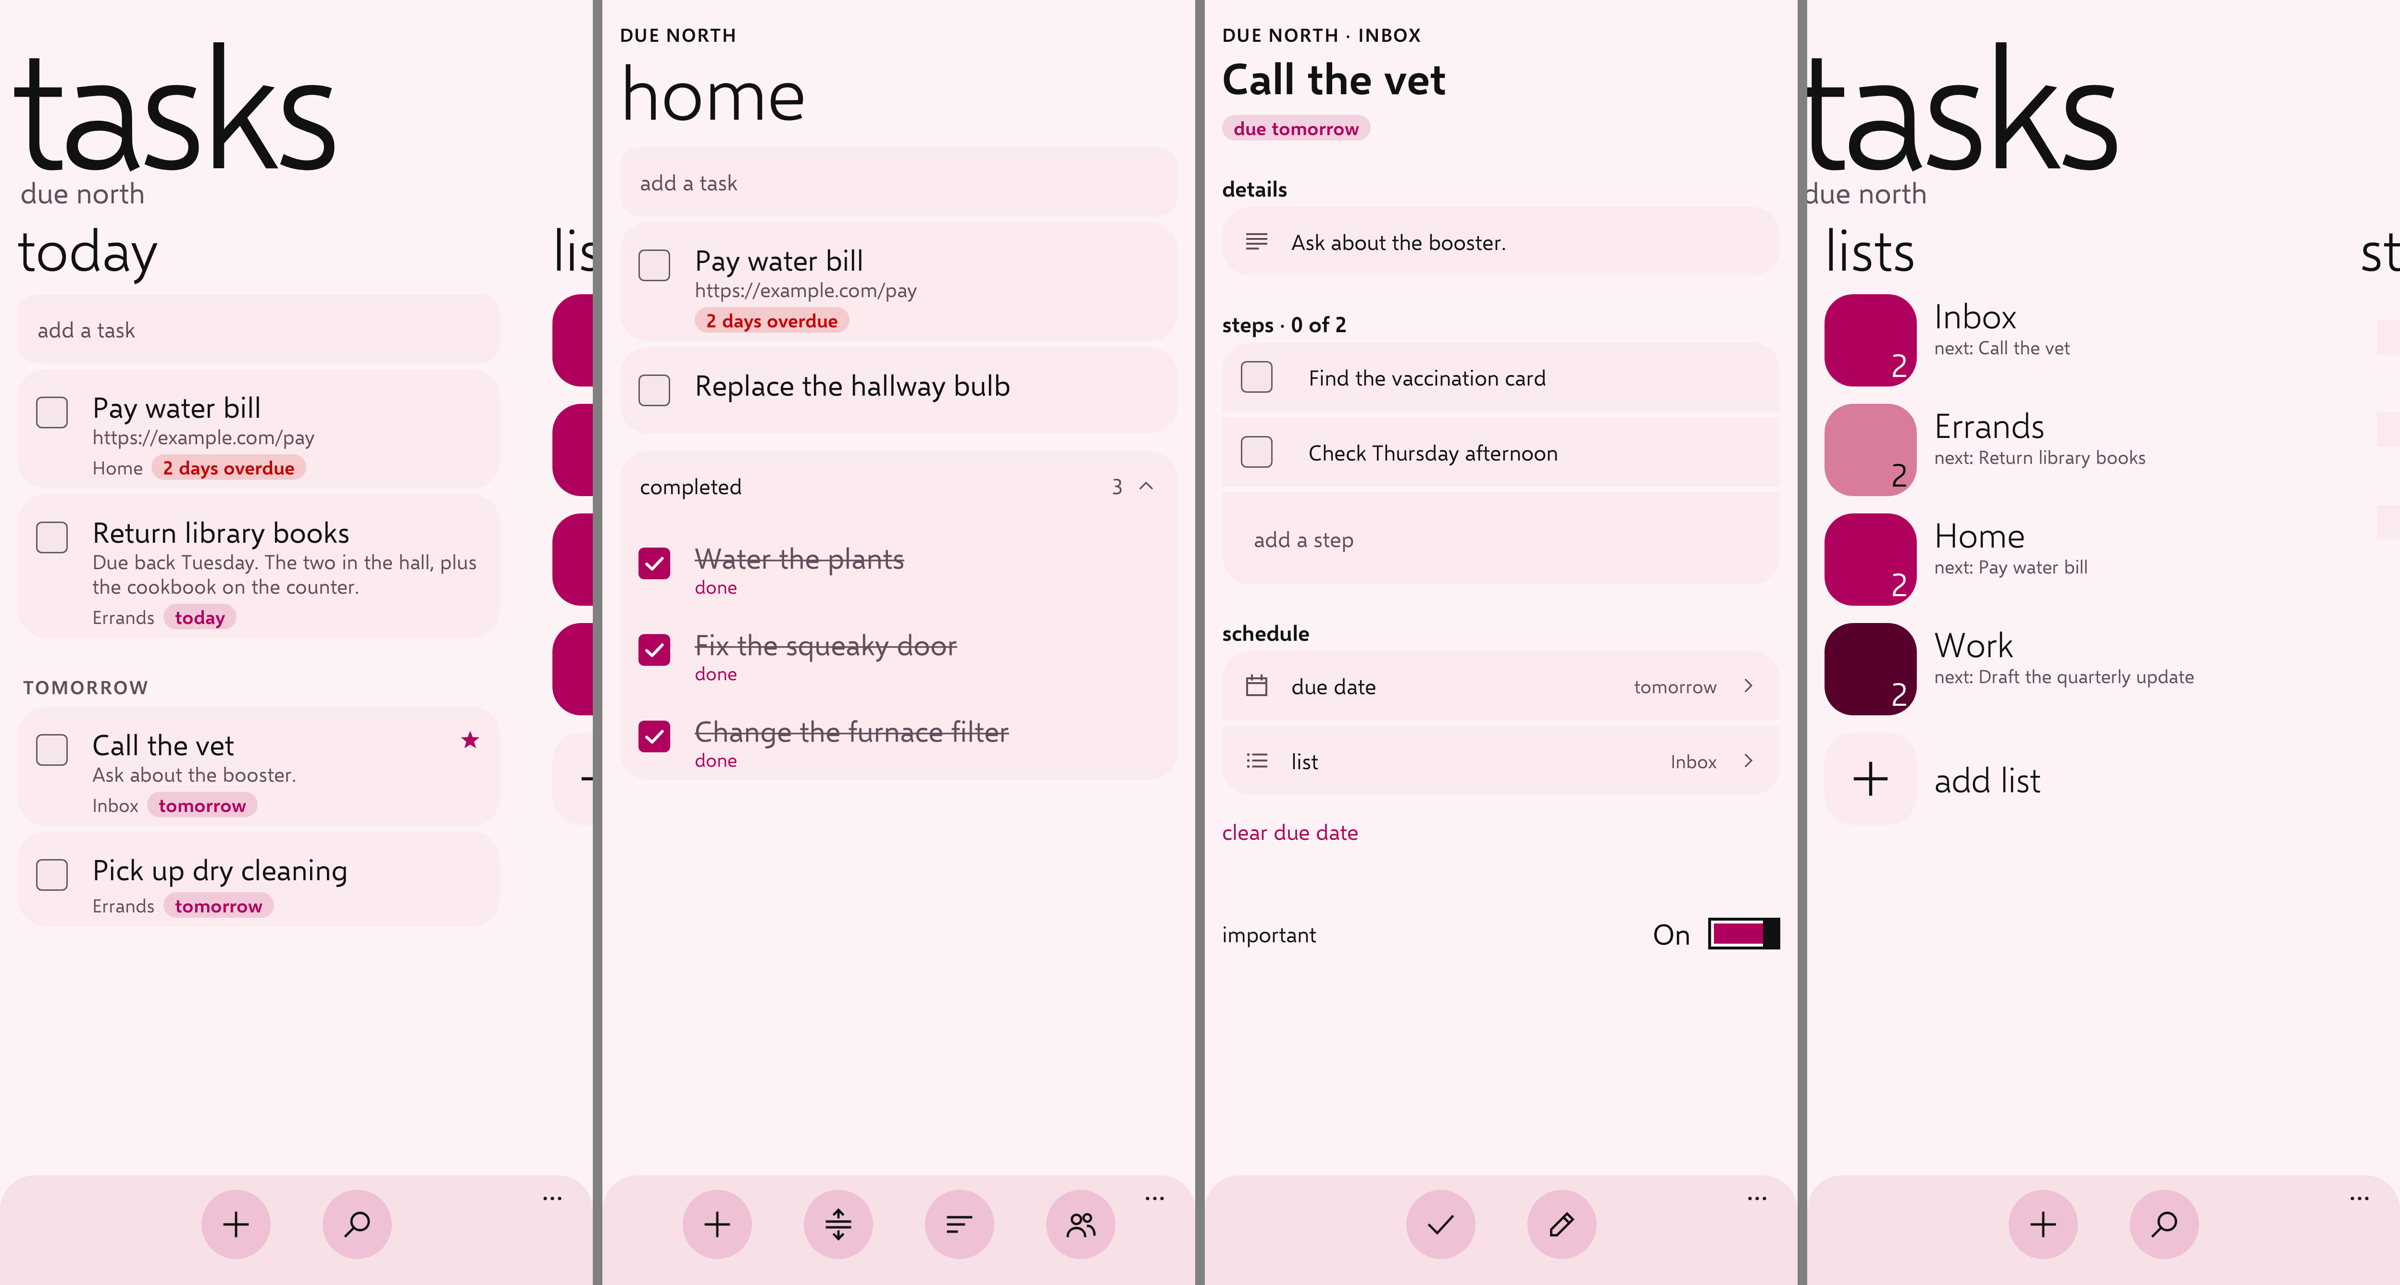 tasks
due north
today
lis
add a task
Pay water bill
https://example.com/pay
Home 2 days overdue
Return library books
Due back Tuesday. The two in the hall, plus
the cookbook on the counter.
Errands today
TOMORROW
Call the vet
Ask about the booster.
Inbox tomorrow
Pick up dry cleaning
Errands tomorrow
DUE NORTH
home
add a task
Pay water bill
https://example.com/pay
2 days overdue
Replace the hallway bulb
completed 3
Water the plants
done
Fix the squeaky door
done
Change the furnace filter
done
DUE NORTH · INBOX
Call the vet
due tomorrow
details
Ask about the booster.
steps · 0 of 2
Find the vaccination card
Check Thursday afternoon
add a step
schedule
due date tomorrow
list Inbox
clear due date
important On
tasks
due north
lists
st
Inbox
next: Call the vet
2
Errands
next: Return library books
2
Home
next: Pay water bill
2
Work
next: Draft the quarterly update
2
add list